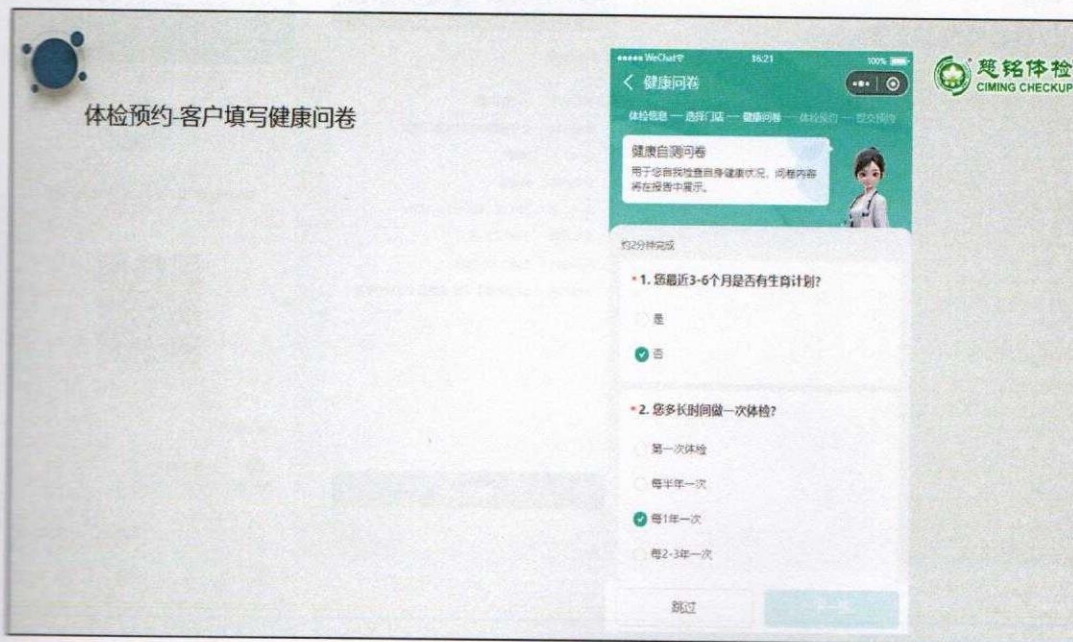 体检预约-客户填写健康问卷
慈铭体检
CIMING CHECKUP
WeChat 16:21 100%
健康问卷
体检信息 — 选择门店 — 健康问卷 — 体检预约 — 提交预约
健康自测问卷
用于您自我检查自身健康状况，问卷内容
将在报告中展示。
约2分钟完成
* 1. 您最近3-6个月是否有生育计划?
是
否
* 2. 您多长时间做一次体检?
第一次体检
每半年一次
每1年一次
每2-3年一次
跳过